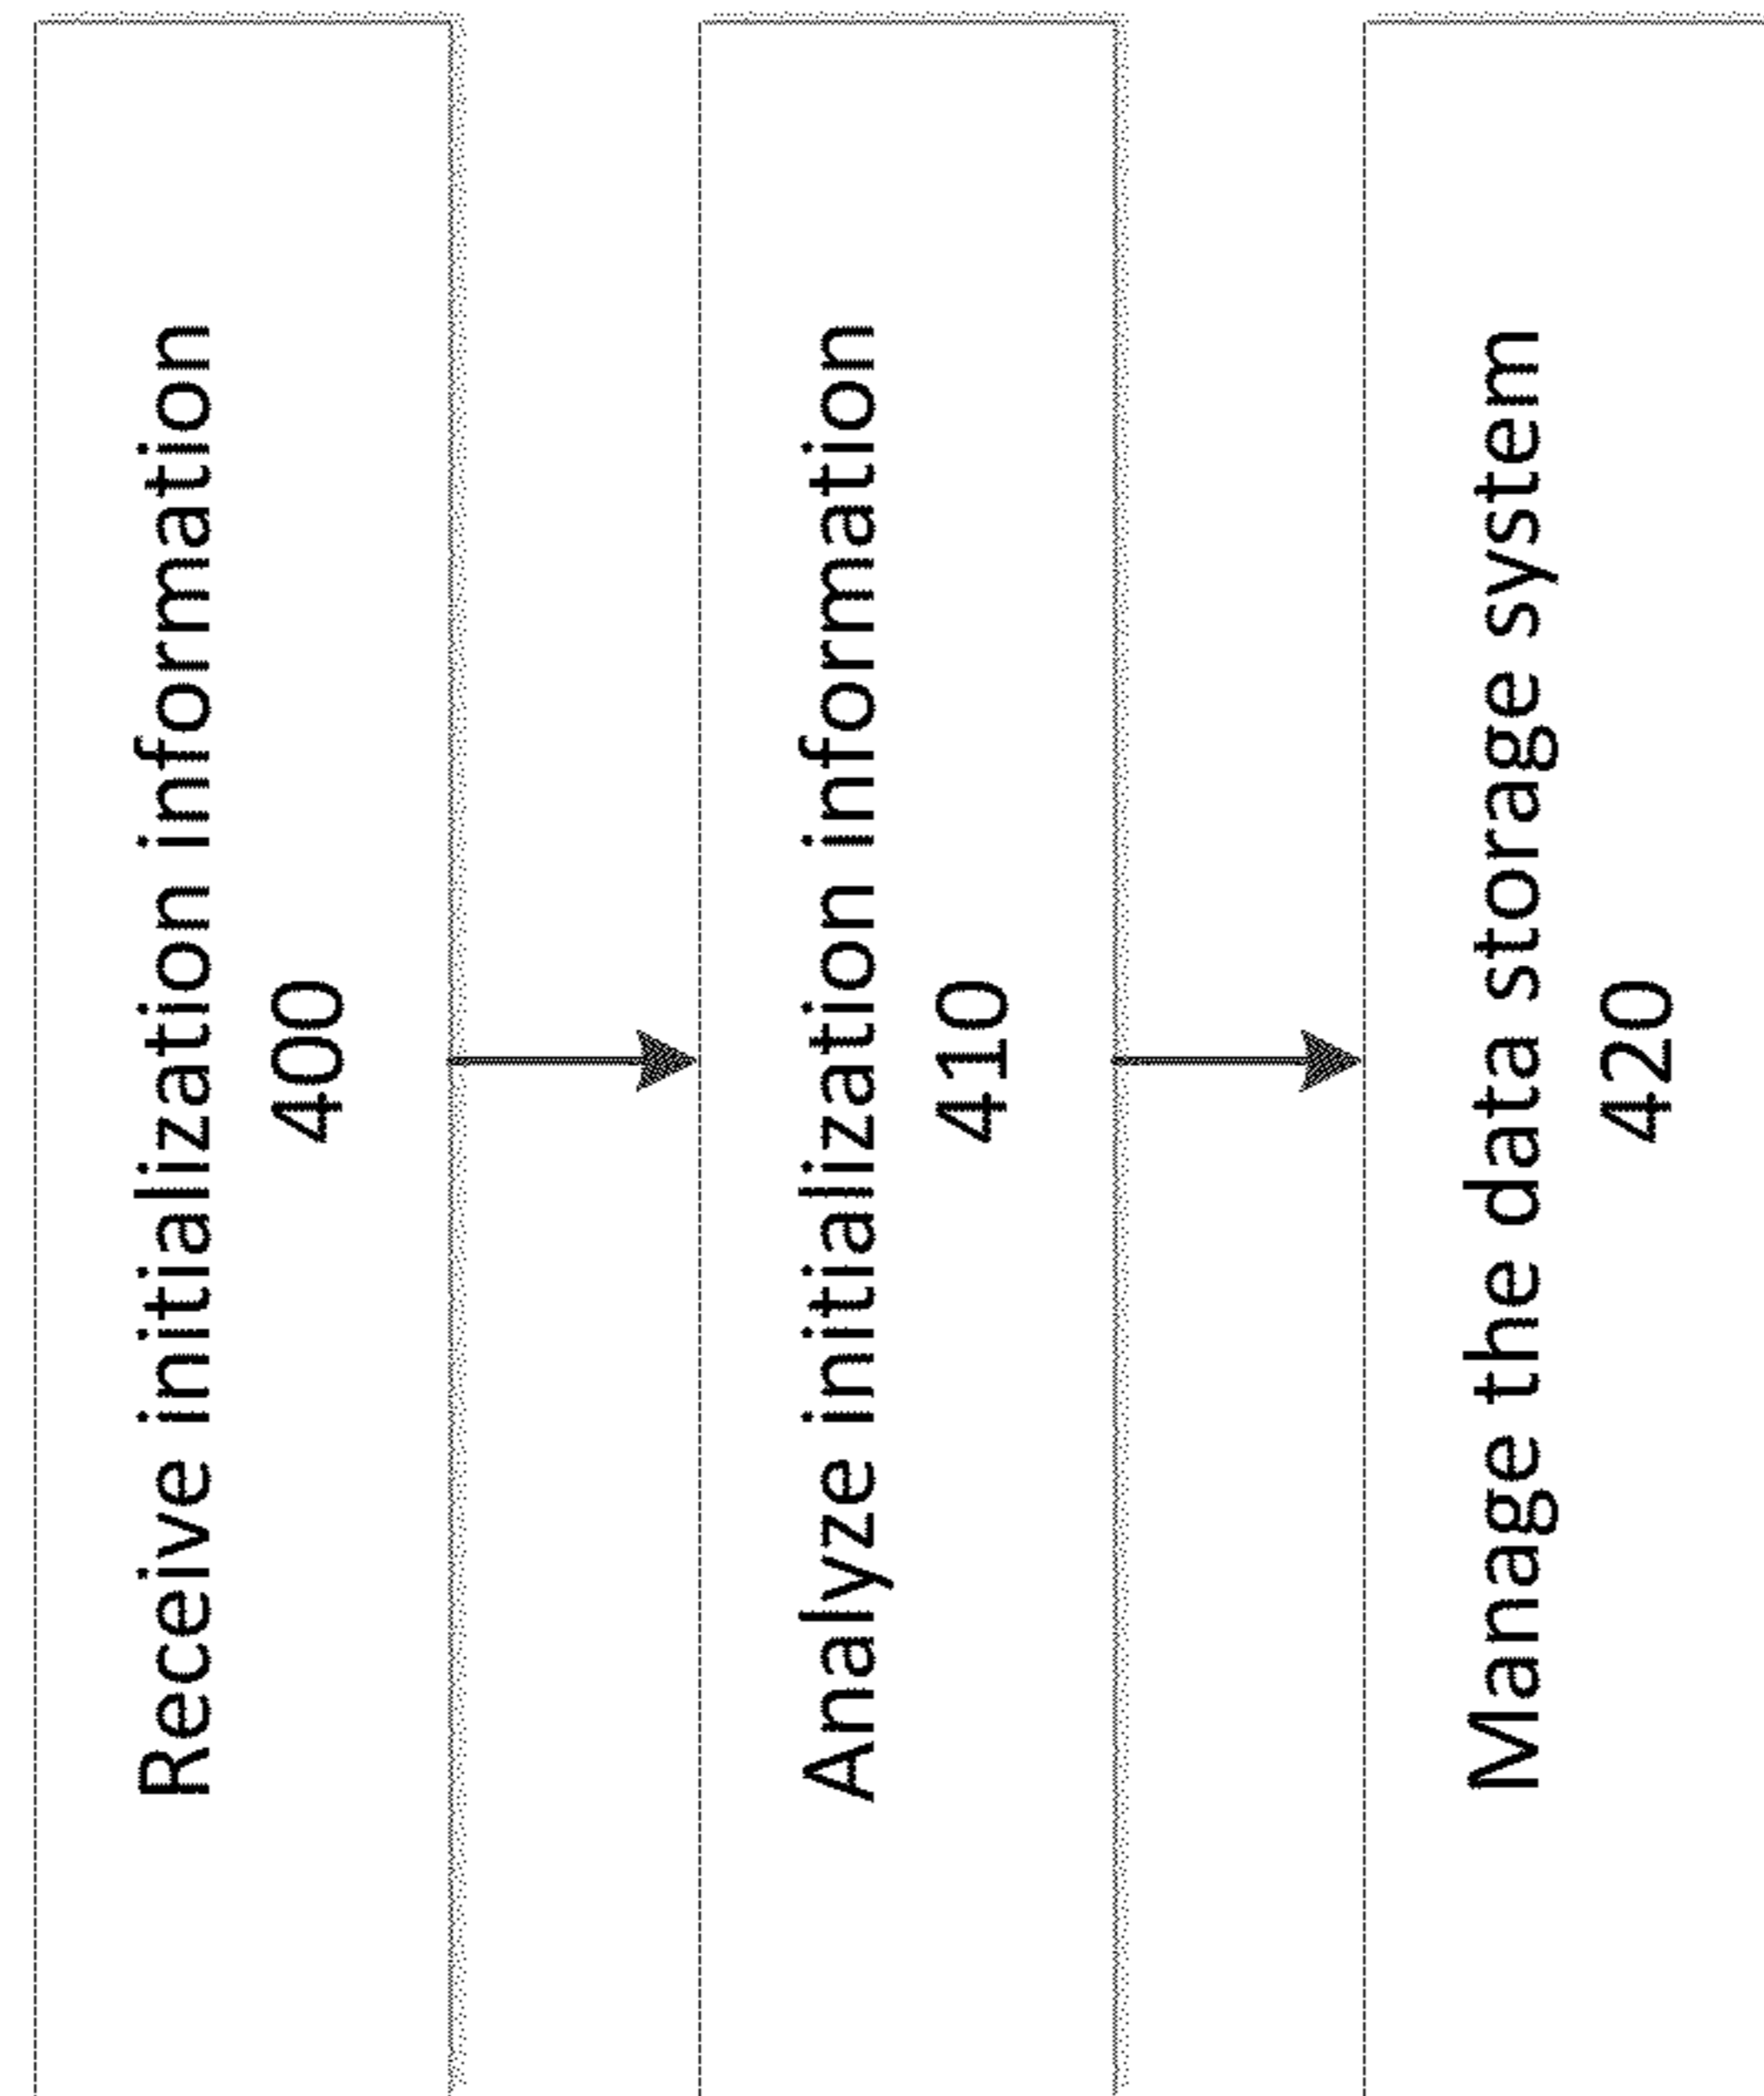 Receive initialization information
400
Analyze initialization information
410
Manage the data storage system
420